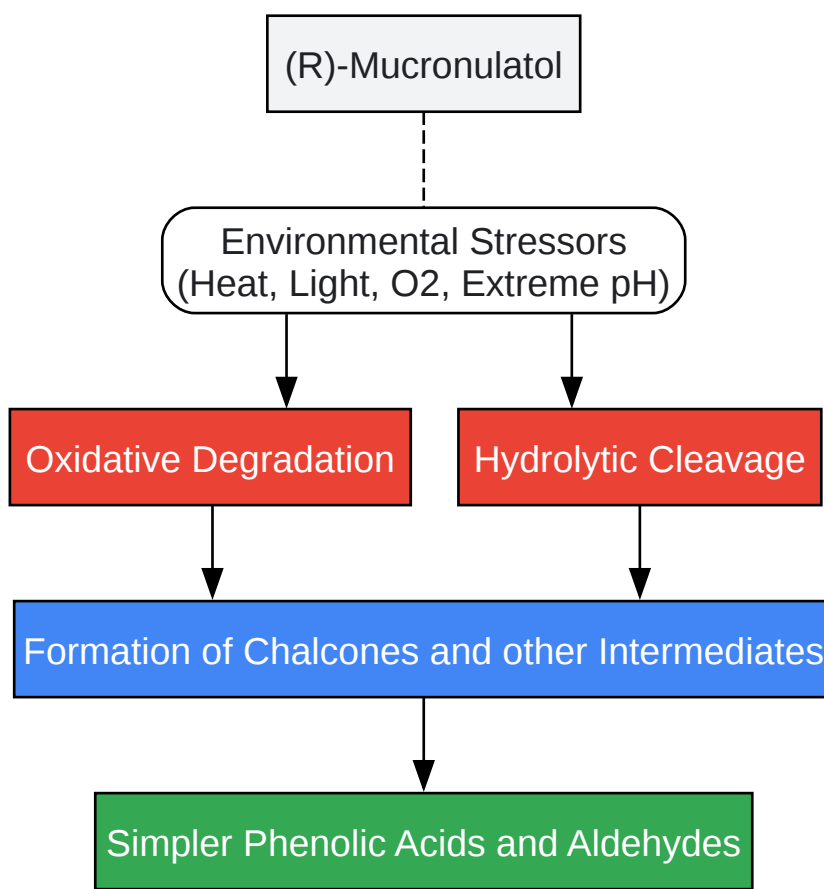 (R)-Mucronulatol
Environmental Stressors
(Heat, Light, O2, Extreme pH)
Oxidative Degradation
Hydrolytic Cleavage
Formation of Chalcones and other Intermediates
Simpler Phenolic Acids and Aldehydes